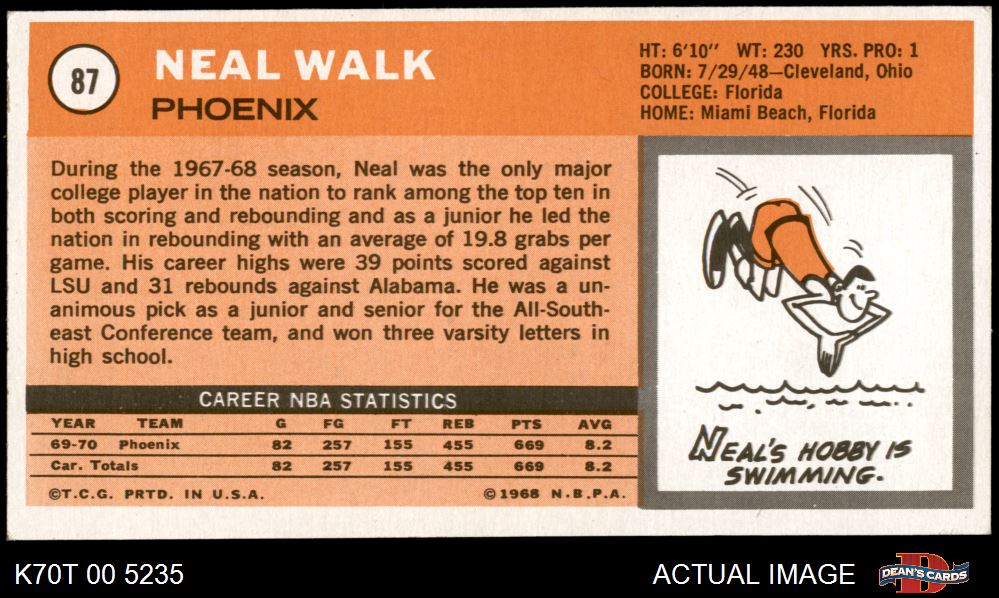 87
NEAL WALK
PHOENIX
HT: 6'10" WT: 230 YRS. PRO: 1
BORN: 7/29/48—Cleveland, Ohio
COLLEGE: Florida
HOME: Miami Beach, Florida
During the 1967-68 season, Neal was the only major
college player in the nation to rank among the top ten in
both scoring and rebounding and as a junior he led the
nation in rebounding with an average of 19.8 grabs per
game. His career highs were 39 points scored against
LSU and 31 rebounds against Alabama. He was a un-
animous pick as a junior and senior for the All-South-
east Conference team, and won three varsity letters in
high school.
CAREER NBA STATISTICS
YEAR TEAM G FG FT REB PTS AVG
69-70 Phoenix 82 257 155 455 669 8.2
Car. Totals 82 257 155 455 669 8.2
©T.C.G. PRTD. IN U.S.A. ©1968 N.B.P.A.
NEAL'S HOBBY IS
SWIMMING.
K70T 00 5235
ACTUAL IMAGE
D
DEAN'S CARDS